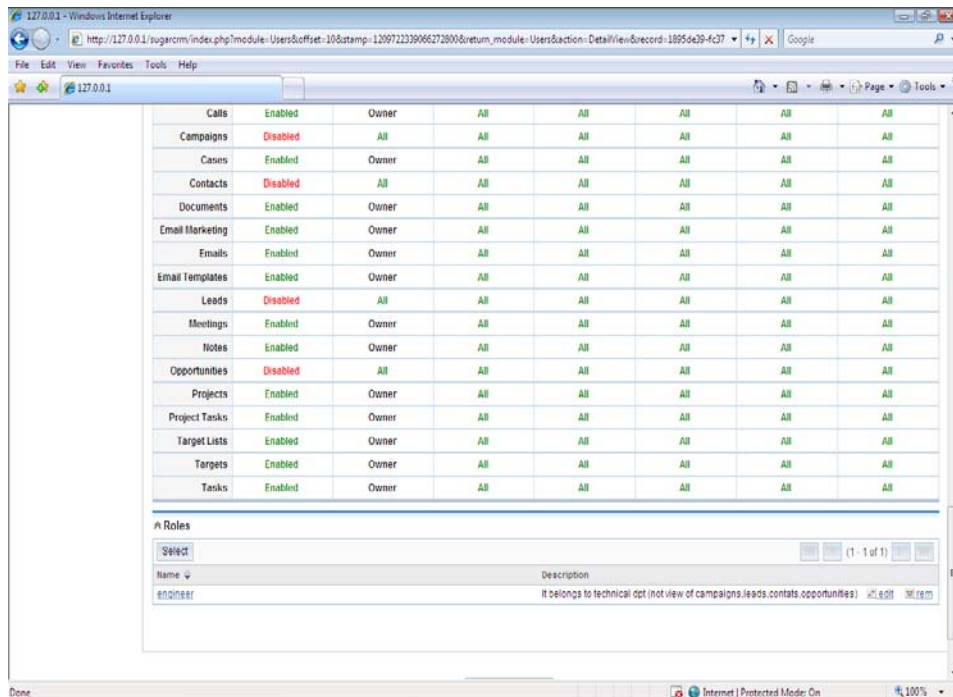 127.0.0.1 - Windows Internet Explorer
http://127.0.0.1/sugarcrm/index.php?module=Users&offset=10&stamp=1209722339066272800&return_module=Users&action=DetailView&record=1895de39-fc37
Google
File Edit View Favorites Tools Help
127.0.0.1 Page Tools
Calls Enabled Owner All All All All All
Campaigns Disabled All All All All All All
Cases Enabled Owner All All All All All
Contacts Disabled All All All All All All
Documents Enabled Owner All All All All All
Email Marketing Enabled Owner All All All All All
Emails Enabled Owner All All All All All
Email Templates Enabled Owner All All All All All
Leads Disabled All All All All All All
Meetings Enabled Owner All All All All All
Notes Enabled Owner All All All All All
Opportunities Disabled All All All All All All
Projects Enabled Owner All All All All All
Project Tasks Enabled Owner All All All All All
Target Lists Enabled Owner All All All All All
Targets Enabled Owner All All All All All
Tasks Enabled Owner All All All All All
Roles
Select (1 - 1 of 1)
Name Description
engineer It belongs to technical dpt (not view of campaigns,leads,contats,opportunities) edit rem
Done Internet | Protected Mode: On 100%